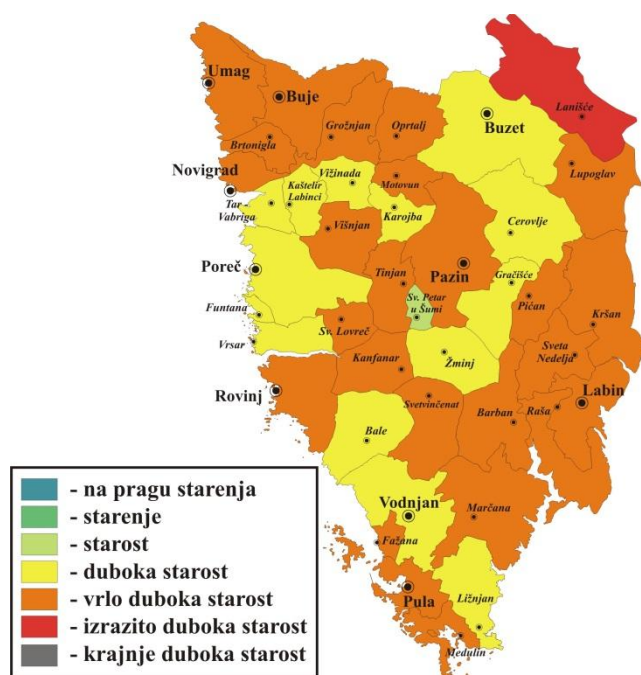 Umag
Buje
Lanišće
Buzet
Grožnjan
Oprtalj
Brtonigla
Lupoglav
Novigrad
Vižinada
Motovun
Kaštelir
Labinci
Tar -
Vabriga
Karojba
Višnjan
Cerovlje
Poreč
Pazin
Gračišće
Tinjan
Sv. Petar
u Šumi
Pićan
Funtana
Sv. Lovreč
Kršan
Vrsar
Kanfanar
Žminj
Sveta
Nedelja
Rovinj
Labin
Svetvinčenat
Barban
Raša
Bale
Vodnjan
Marčana
Fažana
Pula
Ližnjan
Medulin
- na pragu starenja
- starenje
- starost
- duboka starost
- vrlo duboka starost
- izrazito duboka starost
- krajnje duboka starost